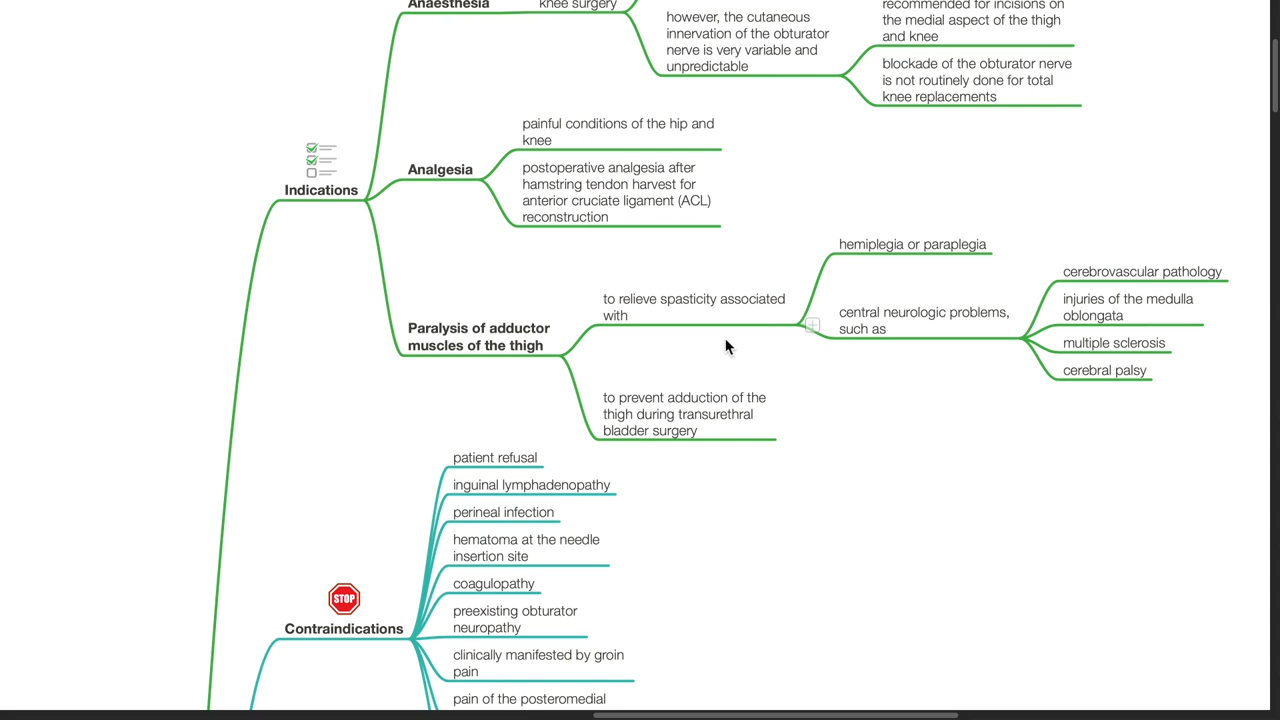 Anaesthesia
knee surgery
however, the cutaneous
innervation of the obturator
nerve is very variable and
unpredictable
recommended for incisions on
the medial aspect of the thigh
and knee
blockade of the obturator nerve
is not routinely done for total
knee replacements
Indications
Analgesia
painful conditions of the hip and
knee
postoperative analgesia after
hamstring tendon harvest for
anterior cruciate ligament (ACL)
reconstruction
Paralysis of adductor
muscles of the thigh
to relieve spasticity associated
with
hemiplegia or paraplegia
central neurologic problems,
such as
cerebrovascular pathology
injuries of the medulla
oblongata
multiple sclerosis
cerebral palsy
to prevent adduction of the
thigh during transurethral
bladder surgery
STOP
Contraindications
patient refusal
inguinal lymphadenopathy
perineal infection
hematoma at the needle
insertion site
coagulopathy
preexisting obturator
neuropathy
clinically manifested by groin
pain
pain of the posteromedial